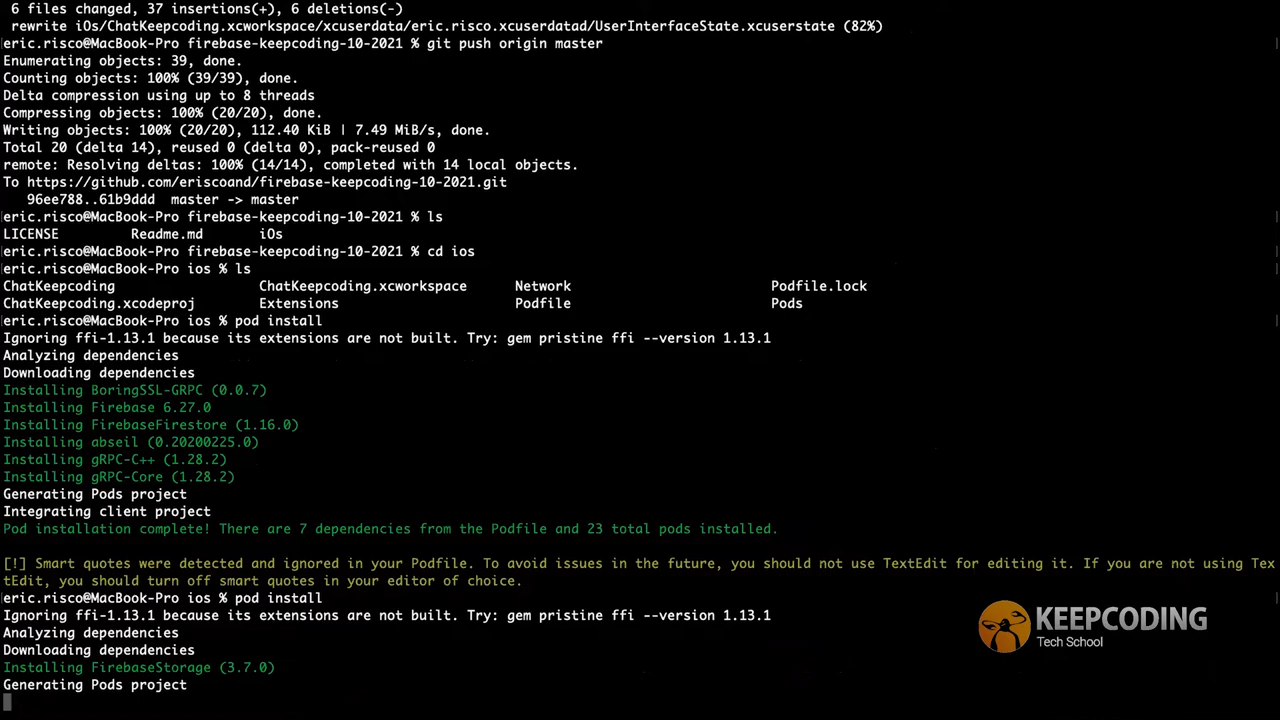 6 files changed, 37 insertions(+), 6 deletions(-)
rewrite iOs/ChatKeepcoding.xcworkspace/xcuserdata/eric.risco.xcuserdatad/UserInterfaceState.xcuserstate (82%)
eric.risco@MacBook-Pro firebase-keepcoding-10-2021 % git push origin master
Enumerating objects: 39, done.
Counting objects: 100% (39/39), done.
Delta compression using up to 8 threads
Compressing objects: 100% (20/20), done.
Writing objects: 100% (20/20), 112.40 KiB | 7.49 MiB/s, done.
Total 20 (delta 14), reused 0 (delta 0), pack-reused 0
remote: Resolving deltas: 100% (14/14), completed with 14 local objects.
To https://github.com/eriscoand/firebase-keepcoding-10-2021.git
96ee788..61b9ddd  master -> master
eric.risco@MacBook-Pro firebase-keepcoding-10-2021 % ls
LICENSE Readme.md iOs
eric.risco@MacBook-Pro firebase-keepcoding-10-2021 % cd ios
eric.risco@MacBook-Pro ios % ls
ChatKeepcoding ChatKeepcoding.xcworkspace Network Podfile.lock
ChatKeepcoding.xcodeproj Extensions Podfile Pods
eric.risco@MacBook-Pro ios % pod install
Ignoring ffi-1.13.1 because its extensions are not built. Try: gem pristine ffi --version 1.13.1
Analyzing dependencies
Downloading dependencies
Installing BoringSSL-GRPC (0.0.7)
Installing Firebase 6.27.0
Installing FirebaseFirestore (1.16.0)
Installing abseil (0.20200225.0)
Installing gRPC-C++ (1.28.2)
Installing gRPC-Core (1.28.2)
Generating Pods project
Integrating client project
Pod installation complete! There are 7 dependencies from the Podfile and 23 total pods installed.
[!] Smart quotes were detected and ignored in your Podfile. To avoid issues in the future, you should not use TextEdit for editing it. If you are not using Tex
tEdit, you should turn off smart quotes in your editor of choice.
eric.risco@MacBook-Pro ios % pod install
Ignoring ffi-1.13.1 because its extensions are not built. Try: gem pristine ffi --version 1.13.1
Analyzing dependencies
Downloading dependencies
Installing FirebaseStorage (3.7.0)
Generating Pods project
KEEPCODING
Tech School